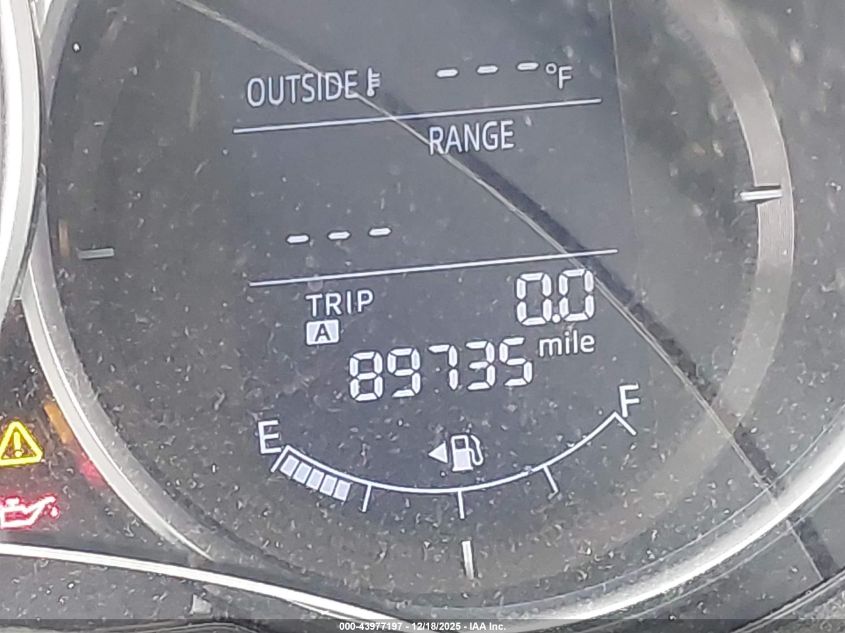 OUTSIDE - - - °F
RANGE
- - -
TRIP 0.0
A
89735 mile
E F
000-43977197 - 12/18/2025 - IAA Inc.